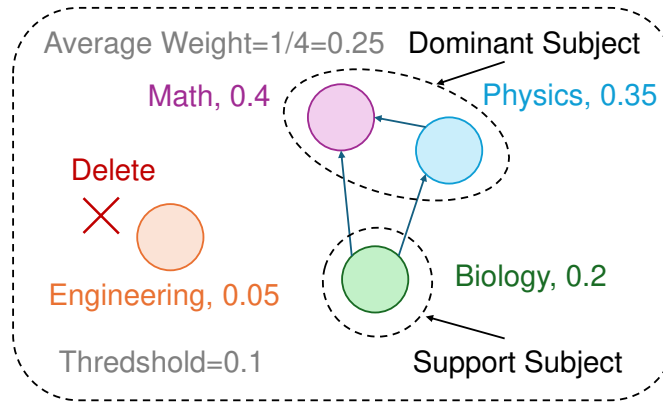 Average Weight=1/4=0.25
Dominant Subject
Math, 0.4
Physics, 0.35
Delete
Engineering, 0.05
Biology, 0.2
Thredshold=0.1
Support Subject